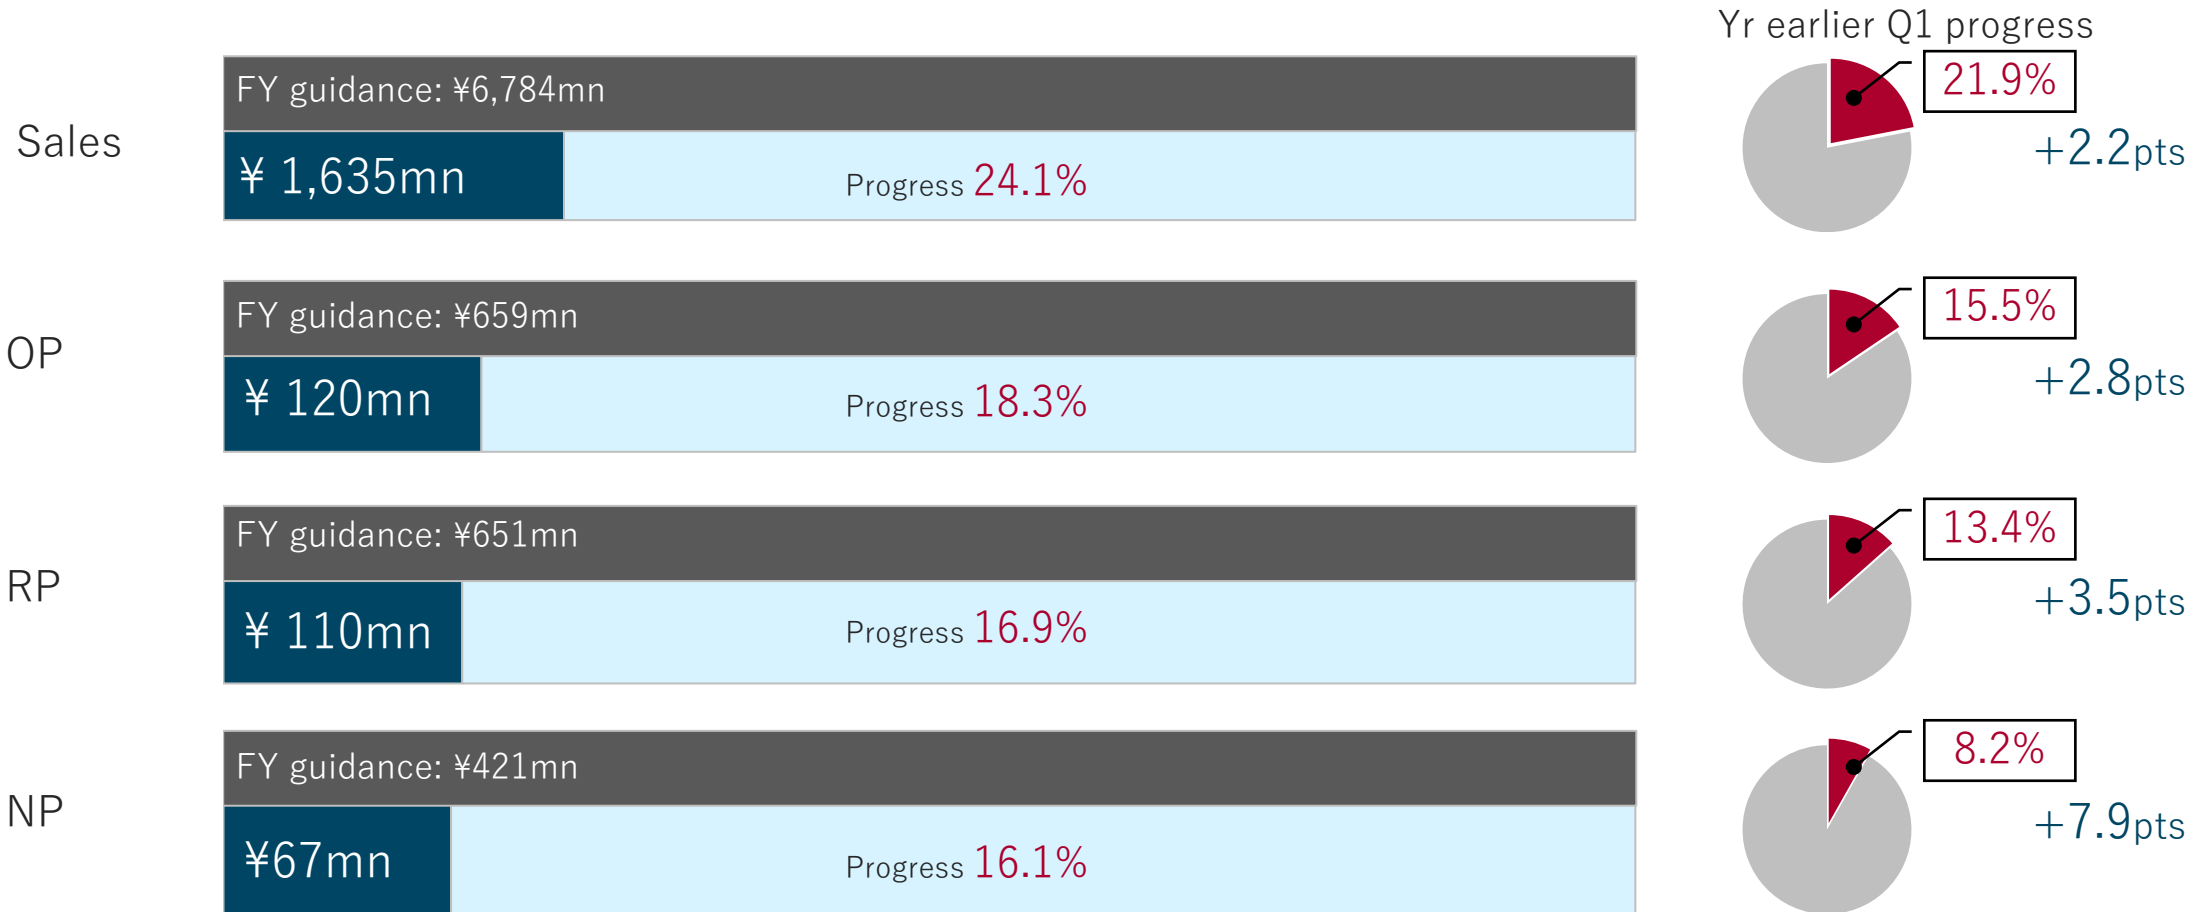 Yr earlier Q1 progress
Sales
FY guidance: ¥6,784mn
¥ 1,635mn
Progress 24.1%
21.9%
+2.2pts
OP
FY guidance: ¥659mn
¥ 120mn
Progress 18.3%
15.5%
+2.8pts
RP
FY guidance: ¥651mn
¥ 110mn
Progress 16.9%
13.4%
+3.5pts
NP
FY guidance: ¥421mn
¥67mn
Progress 16.1%
8.2%
+7.9pts